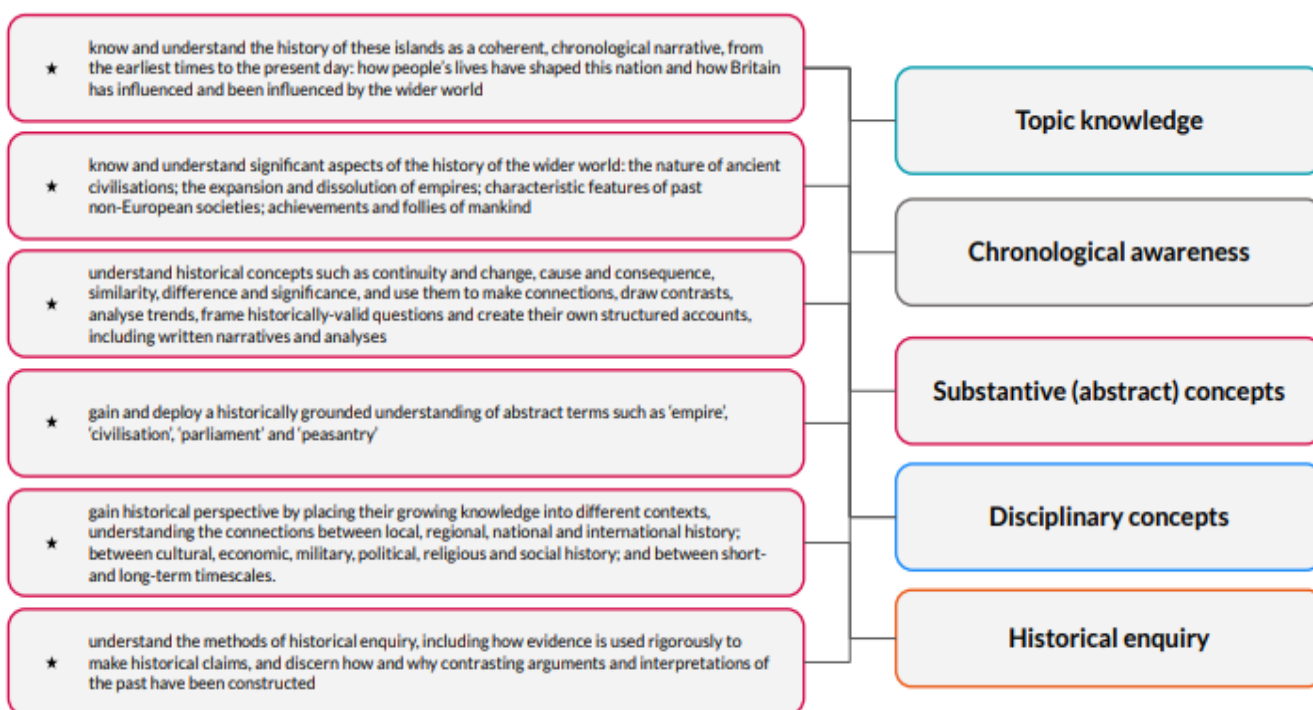 ★ know and understand the history of these islands as a coherent, chronological narrative, from
the earliest times to the present day: how people's lives have shaped this nation and how Britain
has influenced and been influenced by the wider world
★ know and understand significant aspects of the history of the wider world: the nature of ancient
civilisations; the expansion and dissolution of empires; characteristic features of past
non-European societies; achievements and follies of mankind
★ understand historical concepts such as continuity and change, cause and consequence,
similarity, difference and significance, and use them to make connections, draw contrasts,
analyse trends, frame historically-valid questions and create their own structured accounts,
including written narratives and analyses
★ gain and deploy a historically grounded understanding of abstract terms such as ‘empire’,
‘civilisation’, ‘parliament’ and ‘peasantry’
★ gain historical perspective by placing their growing knowledge into different contexts,
understanding the connections between local, regional, national and international history;
between cultural, economic, military, political, religious and social history; and between short-
and long-term timescales.
★ understand the methods of historical enquiry, including how evidence is used rigorously to
make historical claims, and discern how and why contrasting arguments and interpretations of
the past have been constructed
Topic knowledge
Chronological awareness
Substantive (abstract) concepts
Disciplinary concepts
Historical enquiry